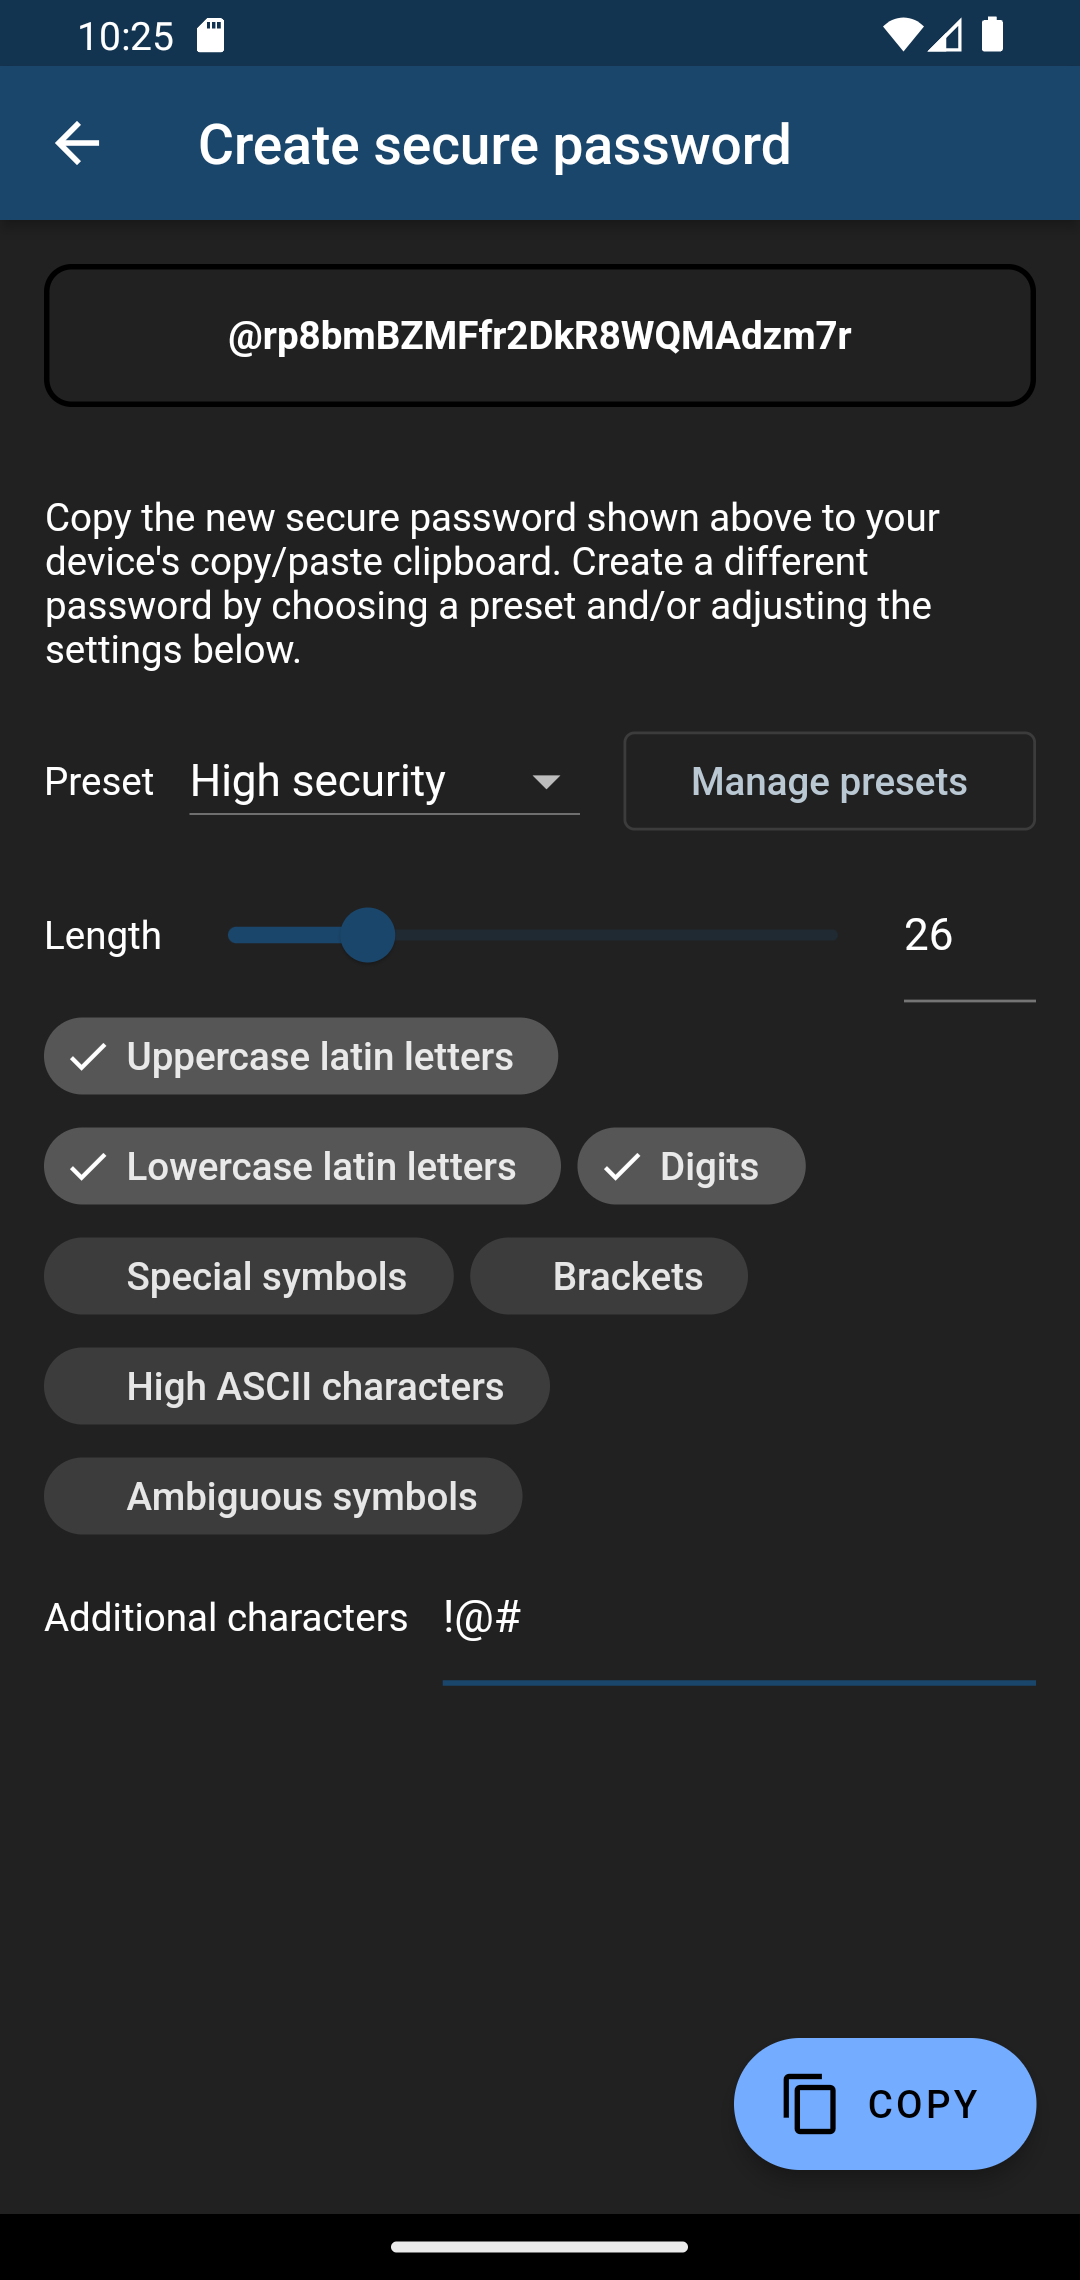 10:25
Create secure password
@rp8bmBZMFfr2DkR8WQMAdzm7r
Copy the new secure password shown above to your
device's copy/paste clipboard. Create a different
password by choosing a preset and/or adjusting the
settings below.
Preset High security Manage presets
Length 26
Uppercase latin letters
Lowercase latin letters Digits
Special symbols Brackets
High ASCII characters
Ambiguous symbols
Additional characters !@#
COPY